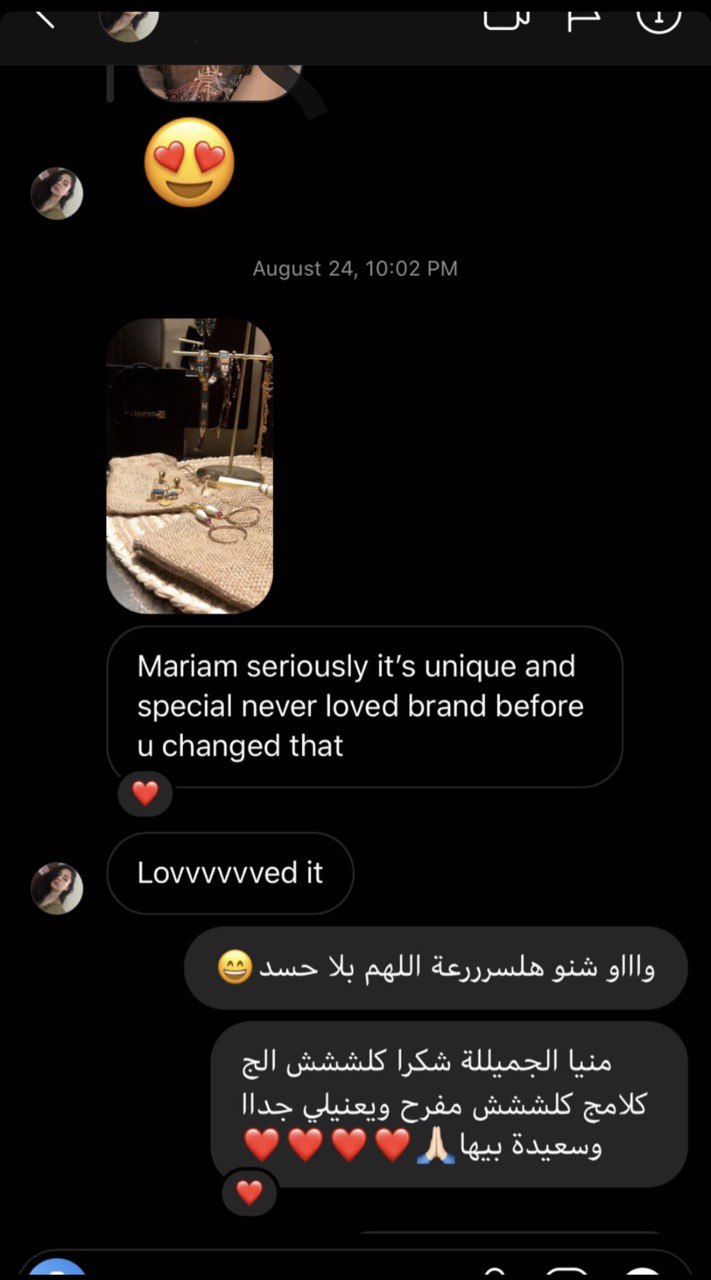 August 24, 10:02 PM
Mariam seriously it’s unique and
special never loved brand before
u changed that
❤️
Lovvvvvved it
واااو شنو هلسرررعة اللهم بلا حسد😄
منيا الجميللة شكرا كلششش الج
كلامج كلششش مفرح ويعنيلي جداا
وسعيدة بيها🙏🏻❤️❤️❤️❤️
❤️